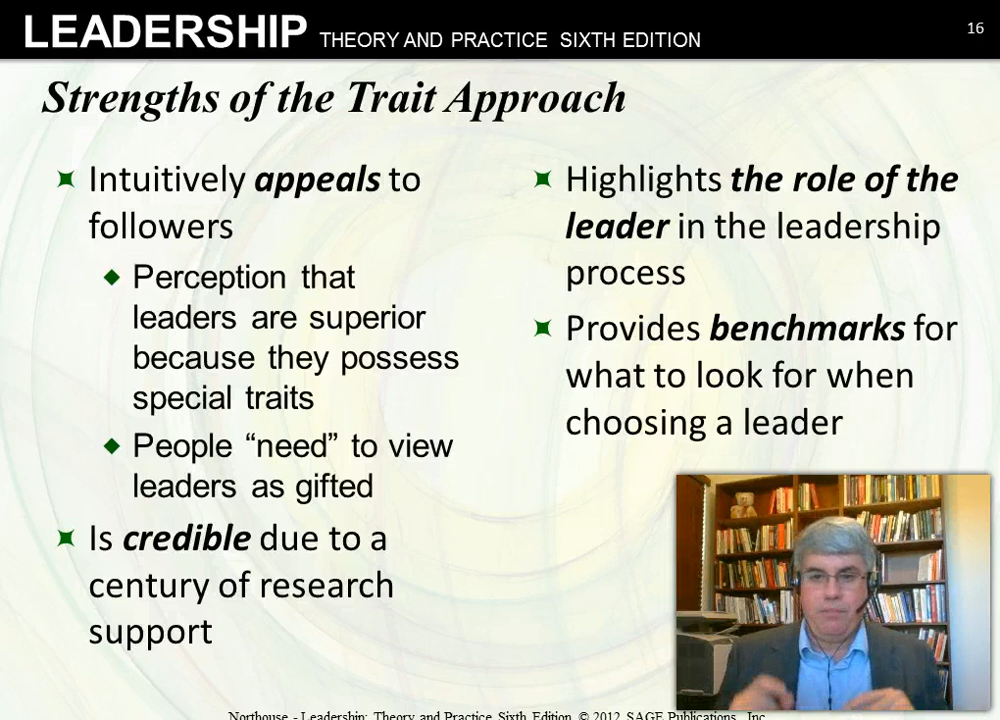 LEADERSHIP THEORY AND PRACTICE SIXTH EDITION
16
Strengths of the Trait Approach
Intuitively appeals to
followers
Perception that
leaders are superior
because they possess
special traits
People “need” to view
leaders as gifted
Is credible due to a
century of research
support
Highlights the role of the
leader in the leadership
process
Provides benchmarks for
what to look for when
choosing a leader
Northouse - Leadership: Theory and Practice Sixth Edition © 2012 SAGE Publications, Inc.